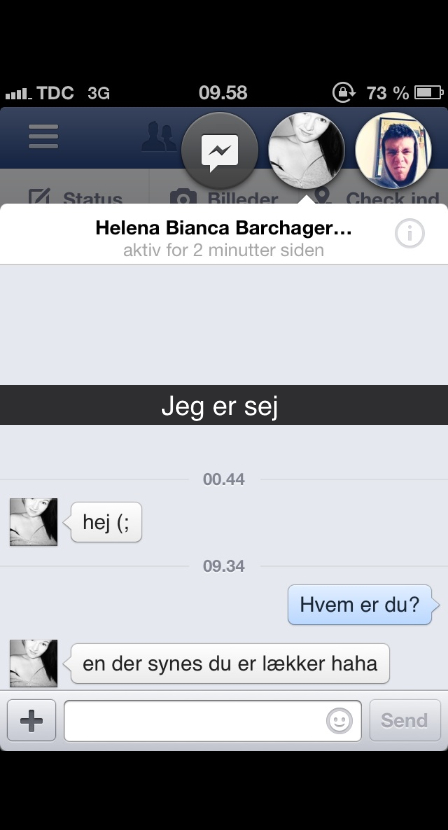 TDC 3G 09.58 73 %
Status Billeder Check ind
Helena Bianca Barchager...
aktiv for 2 minutter siden
Jeg er sej
00.44
hej (;
09.34
Hvem er du?
en der synes du er lækker haha
Send